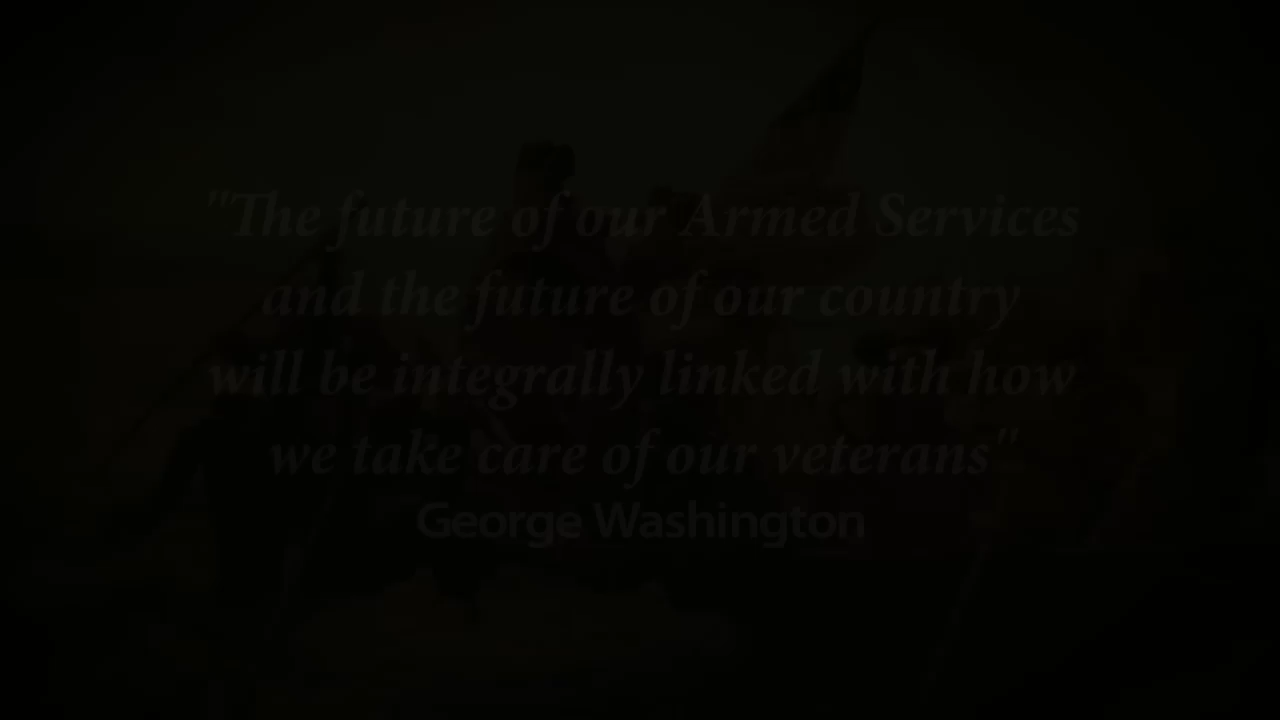 "The future of our Armed Services
and the future of our country
will be integrally linked with how
we take care of our veterans"
George Washington